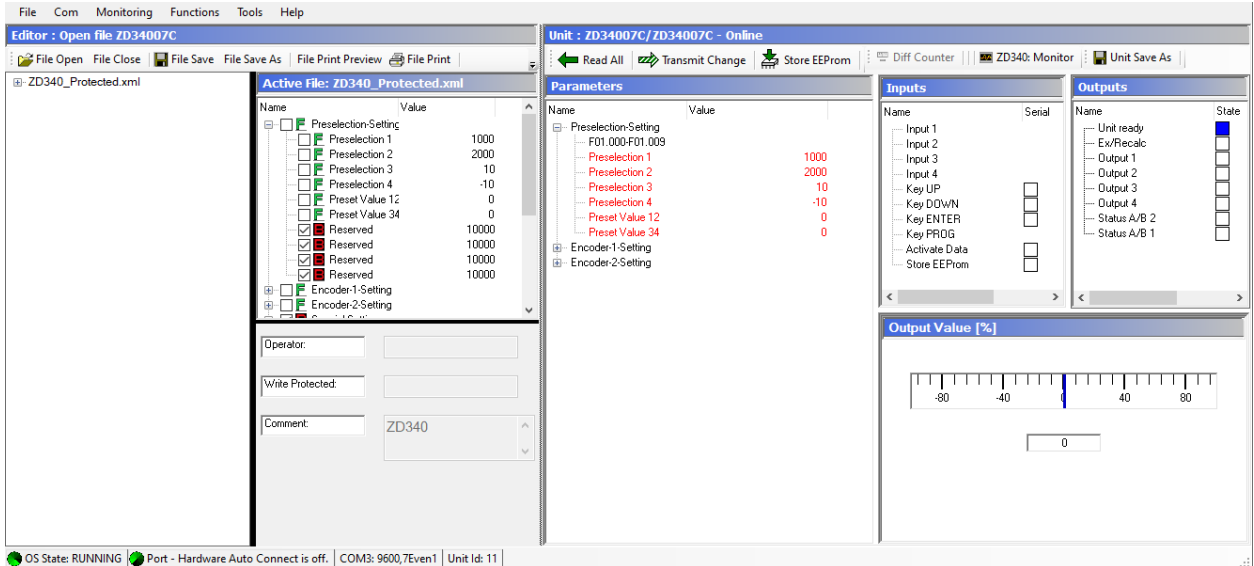 File Com Monitoring Functions Tools Help
Editor : Open file ZD34007C
File Open File Close File Save File Save As File Print Preview File Print
ZD340_Protected.xml
Active File: ZD340_Protected.xml
Name Value
Preselection-Setting
Preselection 1 1000
Preselection 2 2000
Preselection 3 10
Preselection 4 -10
Preset Value 12 0
Preset Value 34 0
Reserved 10000
Reserved 10000
Reserved 10000
Reserved 10000
Encoder-1-Setting
Encoder-2-Setting
Operator:
Write Protected:
Comment: ZD340
Unit : ZD34007C/ZD34007C - Online
Read All Transmit Change Store EEProm Diff Counter ZD340: Monitor Unit Save As
Parameters
Name Value
Preselection-Setting
F01.000-F01.009
Preselection 1 1000
Preselection 2 2000
Preselection 3 10
Preselection 4 -10
Preset Value 12 0
Preset Value 34 0
Encoder-1-Setting
Encoder-2-Setting
Inputs
Name Serial
Input 1
Input 2
Input 3
Input 4
Key UP
Key DOWN
Key ENTER
Key PROG
Activate Data
Store EEProm
Outputs
Name State
Unit ready
Ex/Recalc
Output 1
Output 2
Output 3
Output 4
Status A/B 2
Status A/B 1
Output Value [%]
-80 -40 0 40 80
0
OS State: RUNNING Port - Hardware Auto Connect is off. COM3: 9600,7Even1 Unit Id: 11